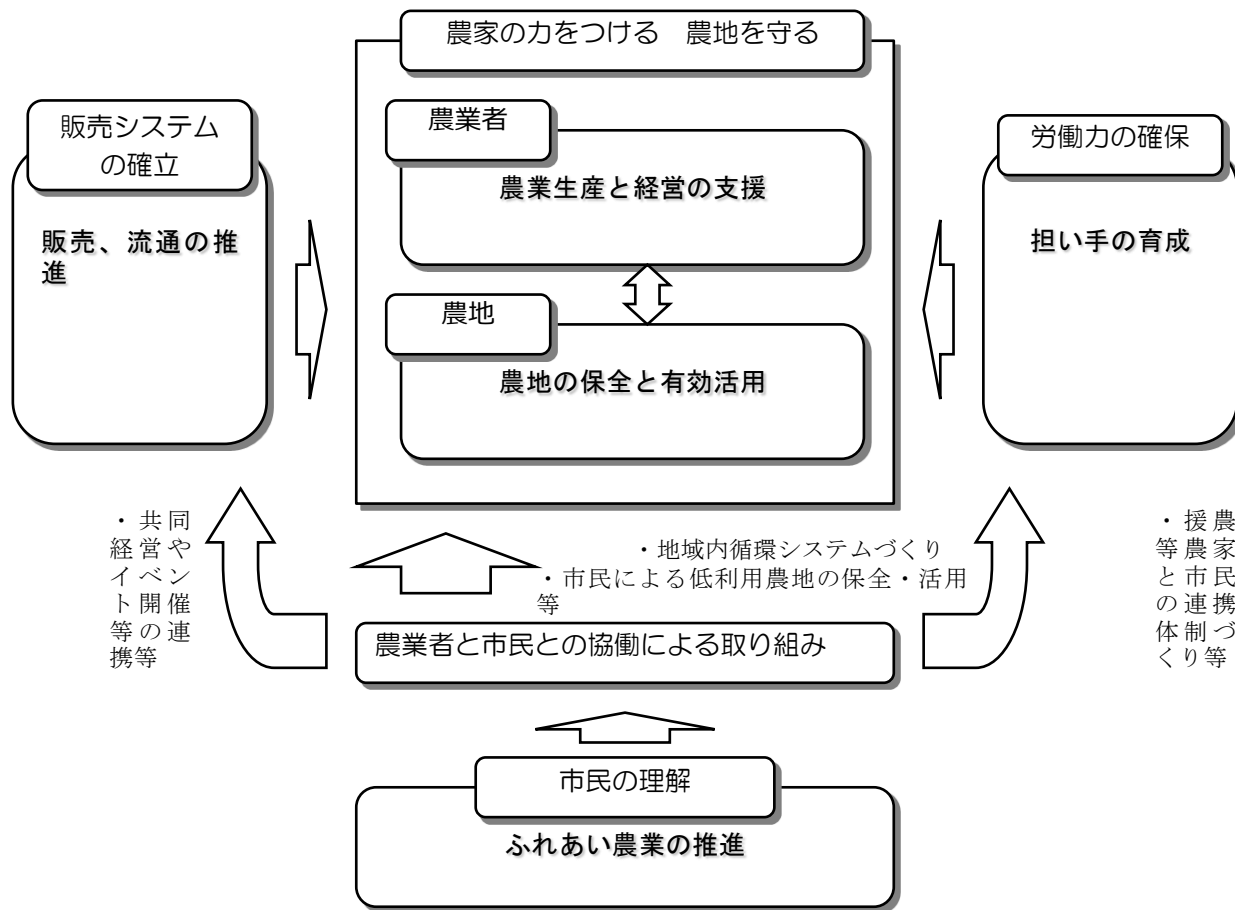 農家の力をつける　農地を守る
販売システム
の確立
販売、流通の推
進
農業者
農業生産と経営の支援
農地
農地の保全と有効活用
労働力の確保
担い手の育成
・共同
経営や
イベン
ト開催
等の連
携等
・地域内循環システムづくり
・市民による低利用農地の保全・活用
等
・援農
等農家
と市民
の連携
体制づ
くり等
農業者と市民との協働による取り組み
市民の理解
ふれあい農業の推進